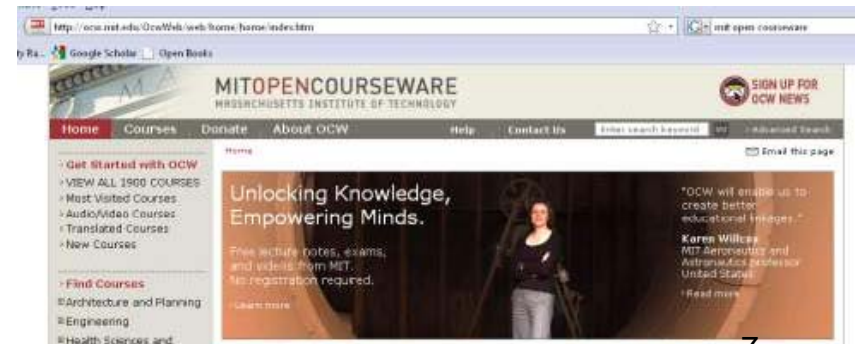 http://ocw.mit.edu/OcwWeb/web/home/home/index.htm
mit open courseware
Google Scholar Open Books
MITOPENCOURSEWARE
MASSACHUSETTS INSTITUTE OF TECHNOLOGY
SIGN UP FOR
OCW NEWS
Home Courses Donate About OCW Help Contact Us Enter search keyword Advanced Search
Home
Email this page
Get Started with OCW
VIEW ALL 1900 COURSES
Most Visited Courses
Audio/Video Courses
Translated Courses
New Courses
Find Courses
Architecture and Planning
Engineering
Health Sciences and
Unlocking Knowledge,
Empowering Minds.
Free lecture notes, exams,
and videos from MIT.
No registration required.
Learn more
"OCW will enable us to
create better
educational linkages."
Karen Willcox
MIT Aeronautics and
Astronautics professor
United States
Read more
7